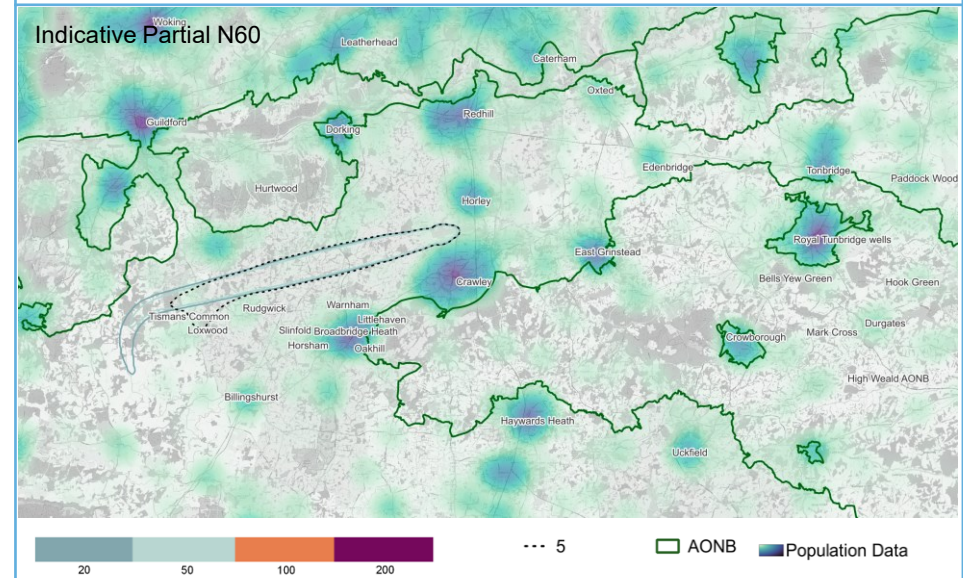 Woking
Indicative Partial N60
Leatherhead
Caterham
Oxted
Redhill
Guildford
Dorking
Edenbridge
Tonbridge
Paddock Wood
Hurtwood
Horley
Royal Tunbridge wells
East Grinstead
Bells Yew Green
Crawley
Hook Green
Warnham
Rudgwick
Tismans Common
Littlehaven
Loxwood
Slinfold Broadbridge Heath
Durgates
Mark Cross
Crowborough
Horsham
Oakhill
High Weald AONB
Billingshurst
Haywards Heath
Uckfield
5
AONB
Population Data
20 50 100 200